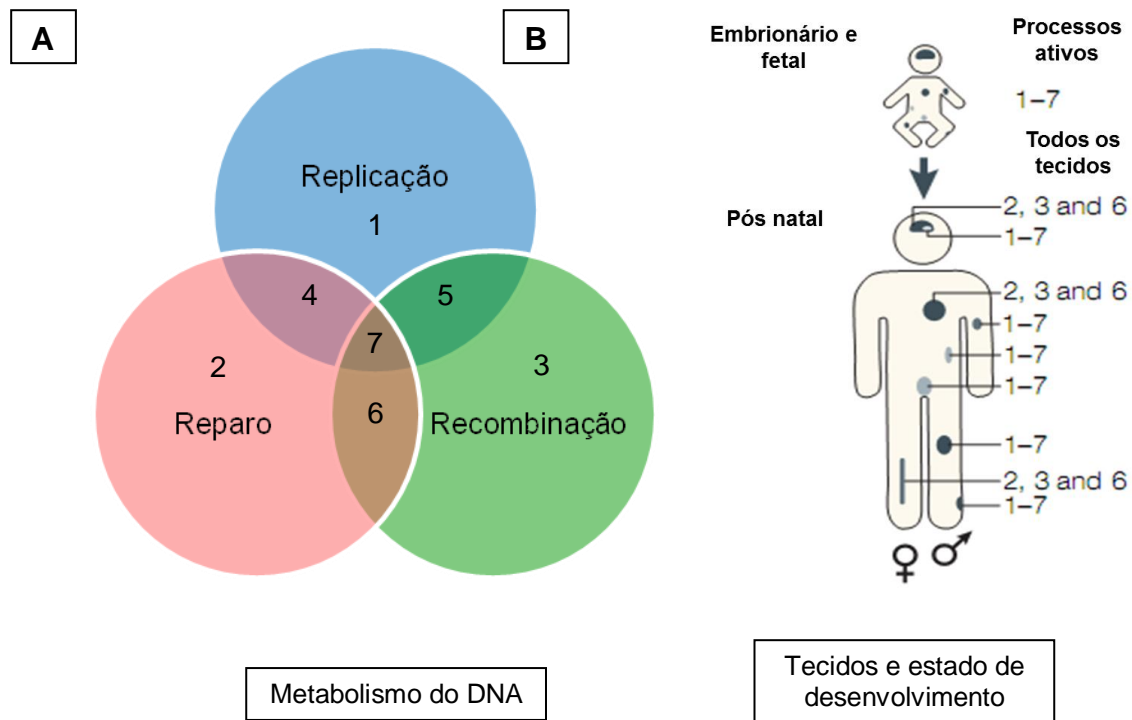 A
Replicação
1
4
5
7
2
3
Reparo
6
Recombinação
Metabolismo do DNA
B
Embrionário e
fetal
Processos
ativos
1–7
Todos os
tecidos
Pós natal
2, 3 and 6
1–7
2, 3 and 6
1–7
1–7
1–7
1–7
2, 3 and 6
1–7
♀ ♂
Tecidos e estado de
desenvolvimento